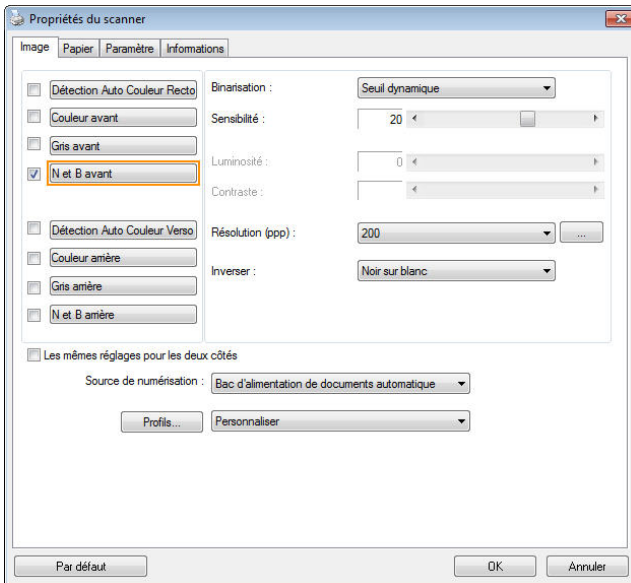 Propriétés du scanner
Image Papier Paramètre Informations
Détection Auto Couleur Recto
Couleur avant
Gris avant
N et B avant
Détection Auto Couleur Verso
Couleur arrière
Gris arrière
N et B arrière
Binarisation : Seuil dynamique
Sensibilité : 20
Luminosité : 0
Contraste :
Résolution (ppp) : 200 ...
Inverser : Noir sur blanc
Les mêmes réglages pour les deux côtés
Source de numérisation : Bac d'alimentation de documents automatique
Profils... Personnaliser
Par défaut OK Annuler